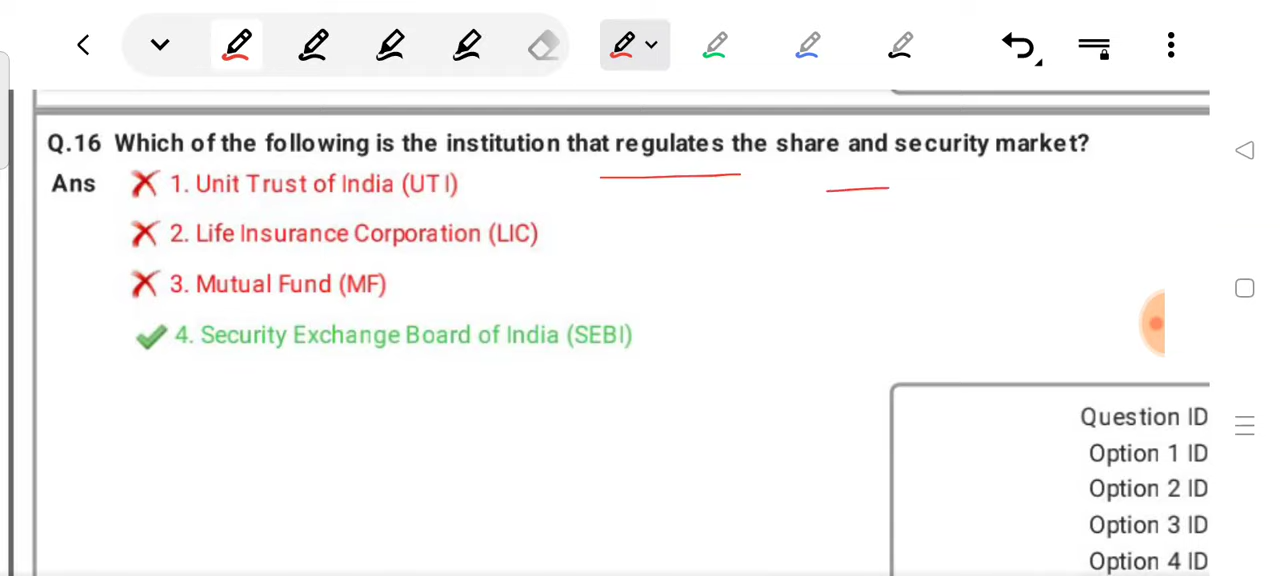 Q.16 Which of the following is the institution that regulates the share and security market?
Ans 1. Unit Trust of India (UTI)
2. Life Insurance Corporation (LIC)
3. Mutual Fund (MF)
4. Security Exchange Board of India (SEBI)
Question ID
Option 1 ID
Option 2 ID
Option 3 ID
Option 4 ID